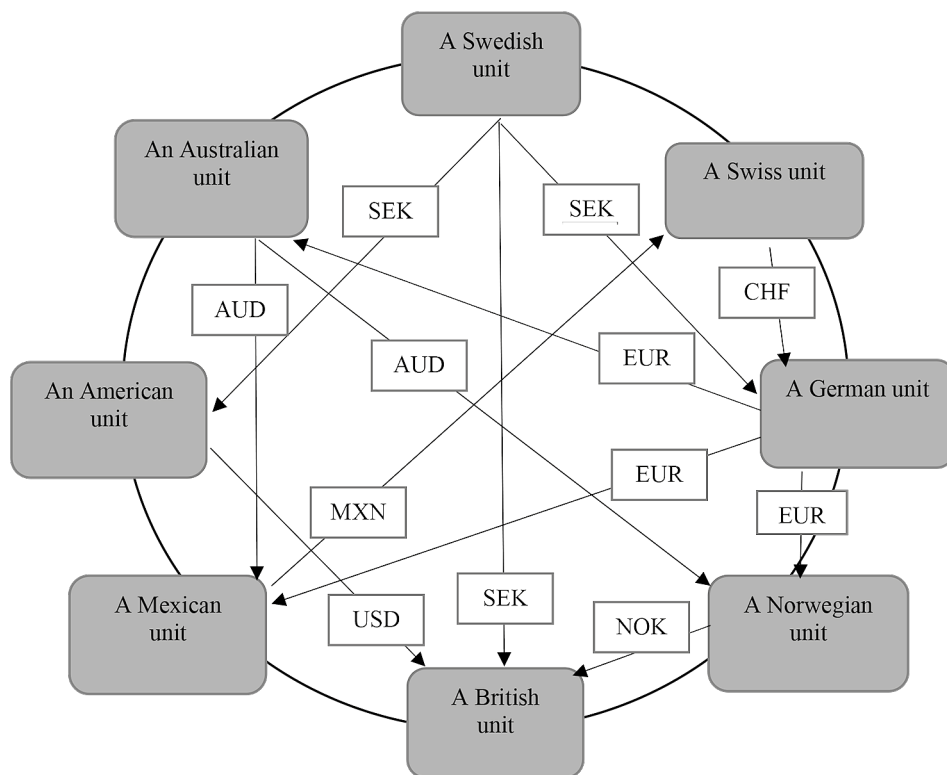 A Swedish
unit
An Australian
unit
A Swiss unit
SEK
SEK
CHF
AUD
AUD
EUR
An American
unit
A German unit
EUR
MXN
EUR
A Mexican
unit
USD
SEK
NOK
A Norwegian
unit
A British
unit